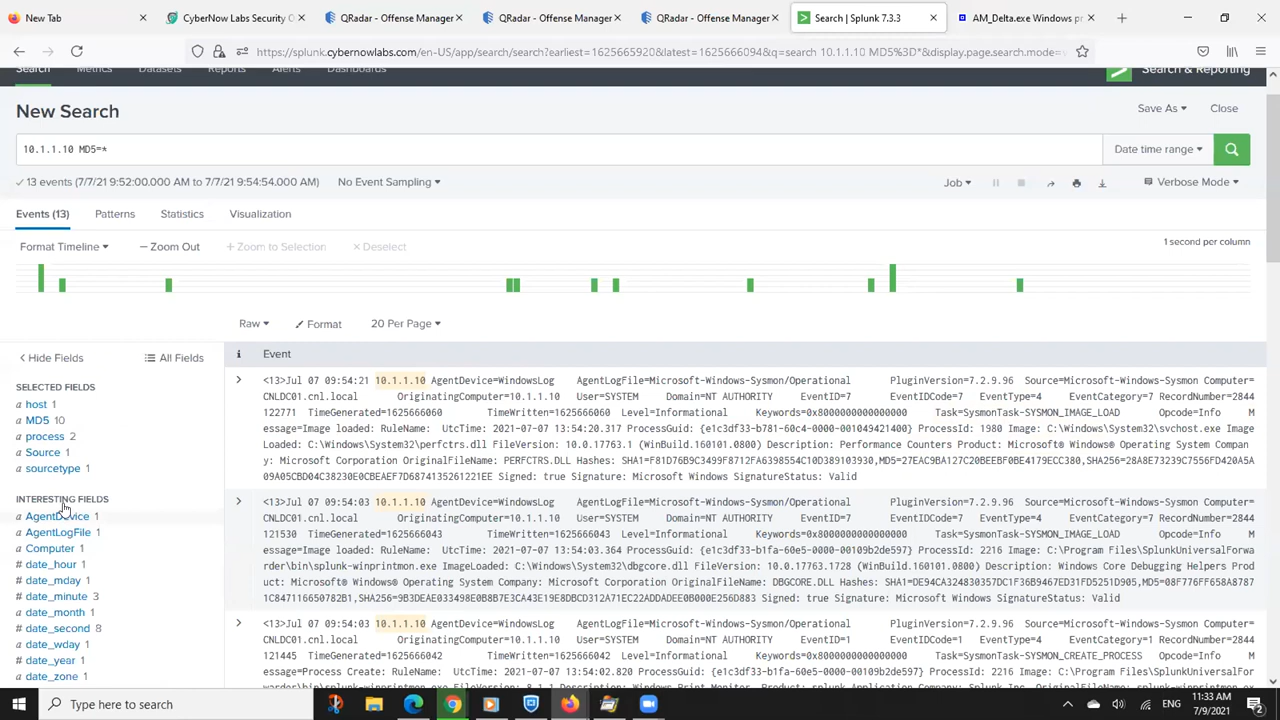 New Tab
CyberNow Labs Security C
QRadar - Offense Manager
QRadar - Offense Manager
QRadar - Offense Manager
Search | Splunk 7.3.3
AM_Delta.exe Windows pr
https://splunk.cybernowlabs.com/en-US/app/search/search?earliest=1625665920&latest=1625666094&q=search 10.1.1.10 MD5%3D*&display.page.search.mode=
Search Metrics Datasets Reports Alerts Dashboards
Search & Reporting
New Search
Save As
Close
10.1.1.10 MD5=*
Date time range
13 events (7/7/21 9:52:00.000 AM to 7/7/21 9:54:54.000 AM)
No Event Sampling
Job
Verbose Mode
Events (13)
Patterns
Statistics
Visualization
Format Timeline
— Zoom Out
+ Zoom to Selection
× Deselect
1 second per column
Raw
Format
20 Per Page
< Hide Fields
All Fields
i
Event
SELECTED FIELDS
a host 1
a MD5 10
a process 2
a Source 1
a sourcetype 1
INTERESTING FIELDS
a AgentDevice 1
a AgentLogFile 1
a Computer 1
# date_hour 1
# date_mday 1
# date_minute 3
a date_month 1
# date_second 8
a date_wday 1
# date_year 1
a date_zone 1
<13>Jul 07 09:54:21 10.1.1.10 AgentDevice=WindowsLog AgentLogFile=Microsoft-Windows-Sysmon/Operational PluginVersion=7.2.9.96 Source=Microsoft-Windows-Sysmon Computer=
CNLDC01.cnl.local OriginatingComputer=10.1.1.10 User=SYSTEM Domain=NT AUTHORITY EventID=7 EventIDCode=7 EventType=4 EventCategory=7 RecordNumber=2844
122771 TimeGenerated=1625666060 TimeWritten=1625666060 Level=Informational Keywords=0x8000000000000000 Task=SysmonTask-SYSMON_IMAGE_LOAD Opcode=Info M
essage=Image loaded: RuleName: UtcTime: 2021-07-07 13:54:20.317 ProcessGuid: {e1c3df33-b781-60c4-0000-001049421400} ProcessId: 1980 Image: C:\Windows\System32\svchost.exe Image
Loaded: C:\Windows\System32\perfctrs.dll FileVersion: 10.0.17763.1 (WinBuild.160101.0800) Description: Performance Counters Product: Microsoft® Windows® Operating System Compan
y: Microsoft Corporation OriginalFileName: PERFCTRS.DLL Hashes: SHA1=F81D76B9C3499F8712FA6398554C10D389103930,MD5=27EAC9BA127C20BEEBF0BE4179ECC380,SHA256=28A8E73239C7556FD420A5A
09A05CBD04C38230E0CBEAEF7D6874135261221EE Signed: true Signature: Microsoft Windows SignatureStatus: Valid
<13>Jul 07 09:54:03 10.1.1.10 AgentDevice=WindowsLog AgentLogFile=Microsoft-Windows-Sysmon/Operational PluginVersion=7.2.9.96 Source=Microsoft-Windows-Sysmon Computer=
CNLDC01.cnl.local OriginatingComputer=10.1.1.10 User=SYSTEM Domain=NT AUTHORITY EventID=7 EventIDCode=7 EventType=4 EventCategory=7 RecordNumber=2844
121530 TimeGenerated=1625666043 TimeWritten=1625666043 Level=Informational Keywords=0x8000000000000000 Task=SysmonTask-SYSMON_IMAGE_LOAD Opcode=Info M
essage=Image loaded: RuleName: UtcTime: 2021-07-07 13:54:03.364 ProcessGuid: {e1c3df33-b1fa-60e5-0000-00109b2de597} ProcessId: 2216 Image: C:\Program Files\SplunkUniversalForwa
rder\bin\splunk-winprintmon.exe ImageLoaded: C:\Windows\System32\dbgcore.dll FileVersion: 10.0.17763.1728 (WinBuild.160101.0800) Description: Windows Core Debugging Helpers Prod
uct: Microsoft® Windows® Operating System Company: Microsoft Corporation OriginalFileName: DBGCORE.DLL Hashes: SHA1=DE94CA324830357DC1F36B9467ED31FD5251D905,MD5=08F776FF658A8787
1C847116650782B1,SHA256=9B3DEAE033498E0B8B7E3CA43E19E8DBCD312A71EC22ADDADEE0B000E256D883 Signed: true Signature: Microsoft Windows SignatureStatus: Valid
<13>Jul 07 09:54:03 10.1.1.10 AgentDevice=WindowsLog AgentLogFile=Microsoft-Windows-Sysmon/Operational PluginVersion=7.2.9.96 Source=Microsoft-Windows-Sysmon Computer=
CNLDC01.cnl.local OriginatingComputer=10.1.1.10 User=SYSTEM Domain=NT AUTHORITY EventID=1 EventIDCode=1 EventType=4 EventCategory=1 RecordNumber=2844
121445 TimeGenerated=1625666042 TimeWritten=1625666042 Level=Informational Keywords=0x8000000000000000 Task=SysmonTask-SYSMON_CREATE_PROCESS Opcode=Info M
essage=Process Create: RuleName: UtcTime: 2021-07-07 13:54:02.820 ProcessGuid: {e1c3df33-b1fa-60e5-0000-00109b2de597} ProcessId: 2216 Image: C:\Program Files\SplunkUniversalFor
Type here to search
ENG
11:33 AM
7/9/2021
2